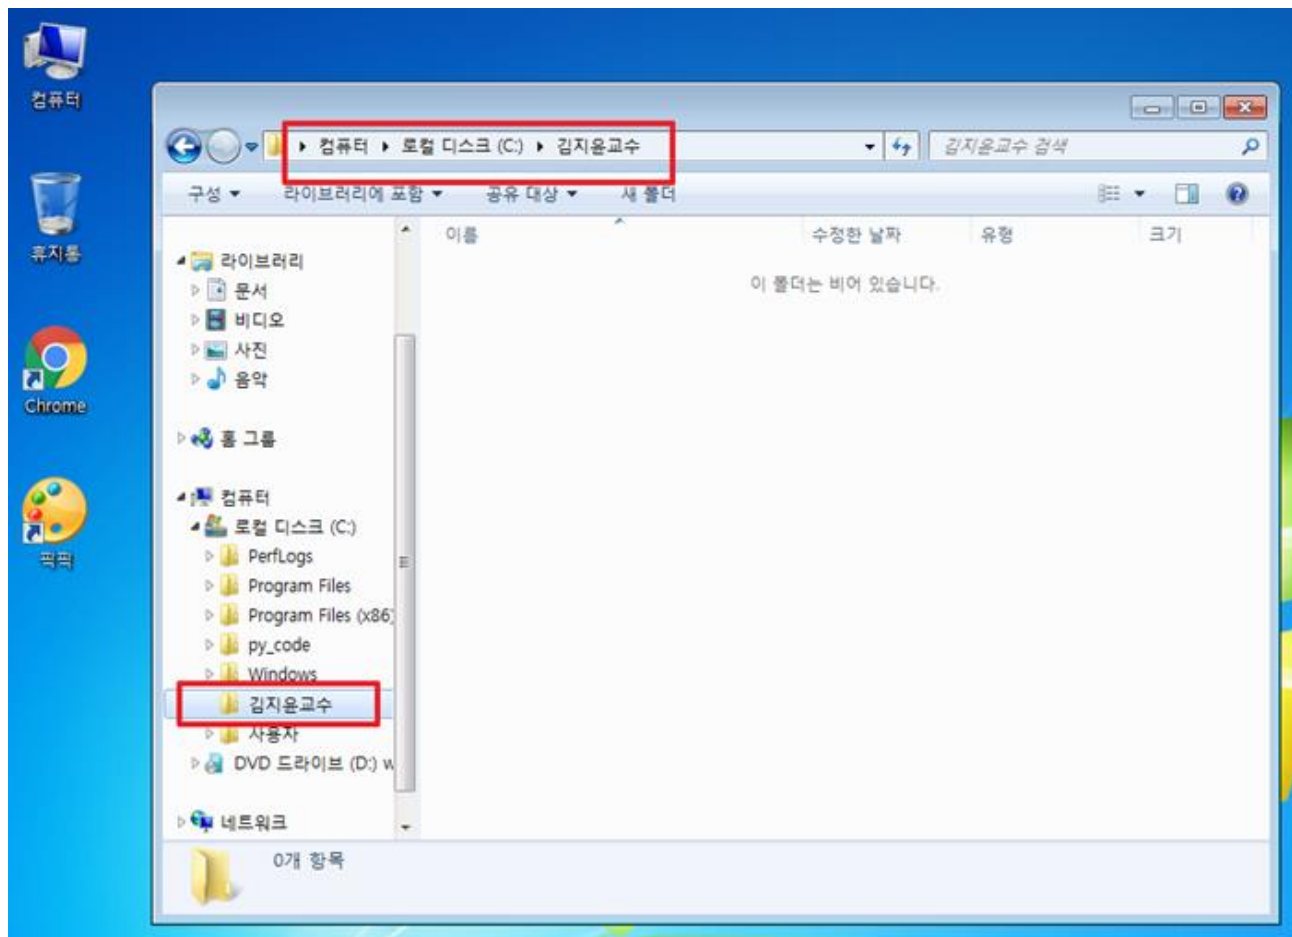 컴퓨터
휴지통
Chrome
픽픽
컴퓨터 로컬 디스크 (C:) 김지윤교수
김지윤교수 검색
구성 라이브러리에 포함 공유 대상 새 폴더
이름 수정한 날짜 유형 크기
이 폴더는 비어 있습니다.
라이브러리
문서
비디오
사진
음악
홈 그룹
컴퓨터
로컬 디스크 (C:)
PerfLogs
Program Files
Program Files (x86)
py_code
Windows
김지윤교수
사용자
DVD 드라이브 (D:) w
네트워크
0개 항목